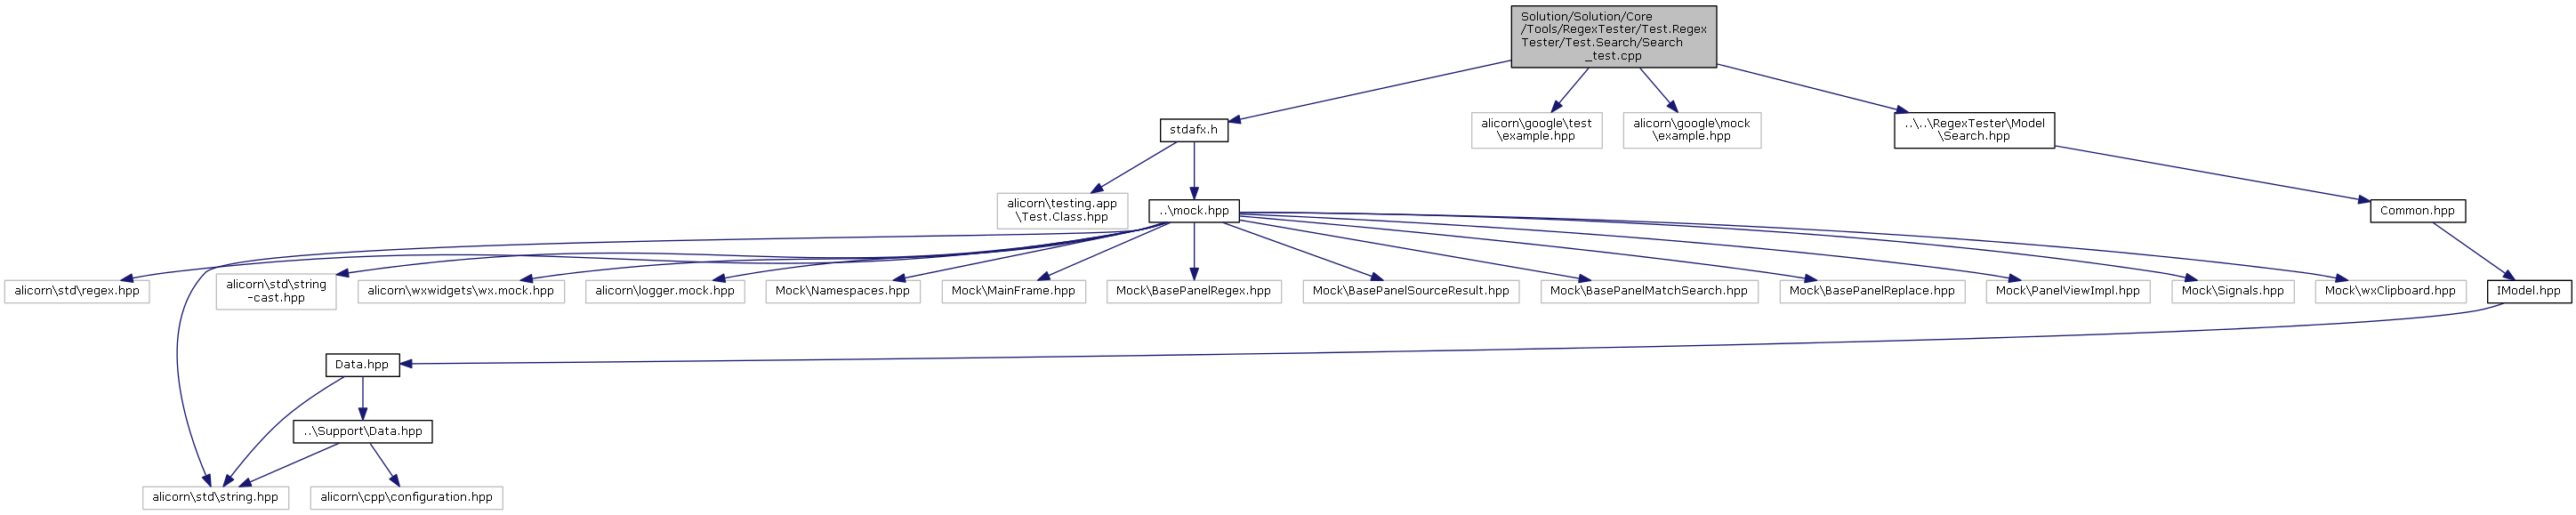 Solution/Solution/Core
/Tools/RegexTester/Test.Regex
Tester/Test.Search/Search
_test.cpp
stdafx.h
alicorn\google\test
\example.hpp
alicorn\google\mock
\example.hpp
..\..\RegexTester\Model
\Search.hpp
alicorn\testing.app
\Test.Class.hpp
..\mock.hpp
Common.hpp
alicorn\std\regex.hpp
alicorn\std\string
-cast.hpp
alicorn\wxwidgets\wx.mock.hpp
alicorn\logger.mock.hpp
Mock\Namespaces.hpp
Mock\MainFrame.hpp
Mock\BasePanelRegex.hpp
Mock\BasePanelSourceResult.hpp
Mock\BasePanelMatchSearch.hpp
Mock\BasePanelReplace.hpp
Mock\PanelViewImpl.hpp
Mock\Signals.hpp
Mock\wxClipboard.hpp
IModel.hpp
Data.hpp
..\Support\Data.hpp
alicorn\std\string.hpp
alicorn\cpp\configuration.hpp